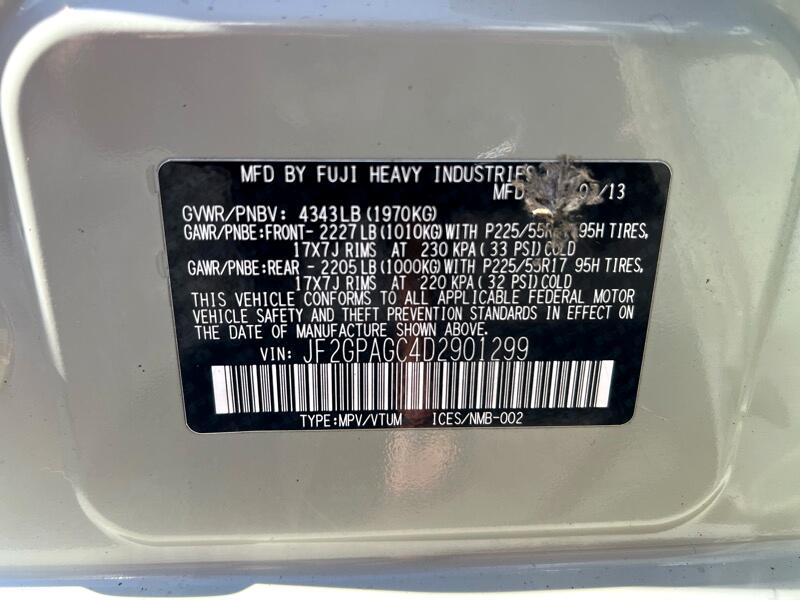 MFD BY FUJI HEAVY INDUSTRIES
MFD /13
GVWR/PNBV: 4343LB(1970KG)
GAWR/PNBE:FRONT- 2227LB(1010KG)WITH P225/55R17 95H TIRES,
17X7J RIMS AT 230 KPA(33 PSI)COLD
GAWR/PNBE:REAR - 2205LB(1000KG)WITH P225/55R17 95H TIRES,
17X7J RIMS AT 220 KPA(32 PSI)COLD
THIS VEHICLE CONFORMS TO ALL APPLICABLE FEDERAL MOTOR
VEHICLE SAFETY AND THEFT PREVENTION STANDARDS IN EFFECT ON
THE DATE OF MANUFACTURE SHOWN ABOVE.
VIN: JF2GPAGC4D2901299
TYPE:MPV/VTUM ICES/NMB-002